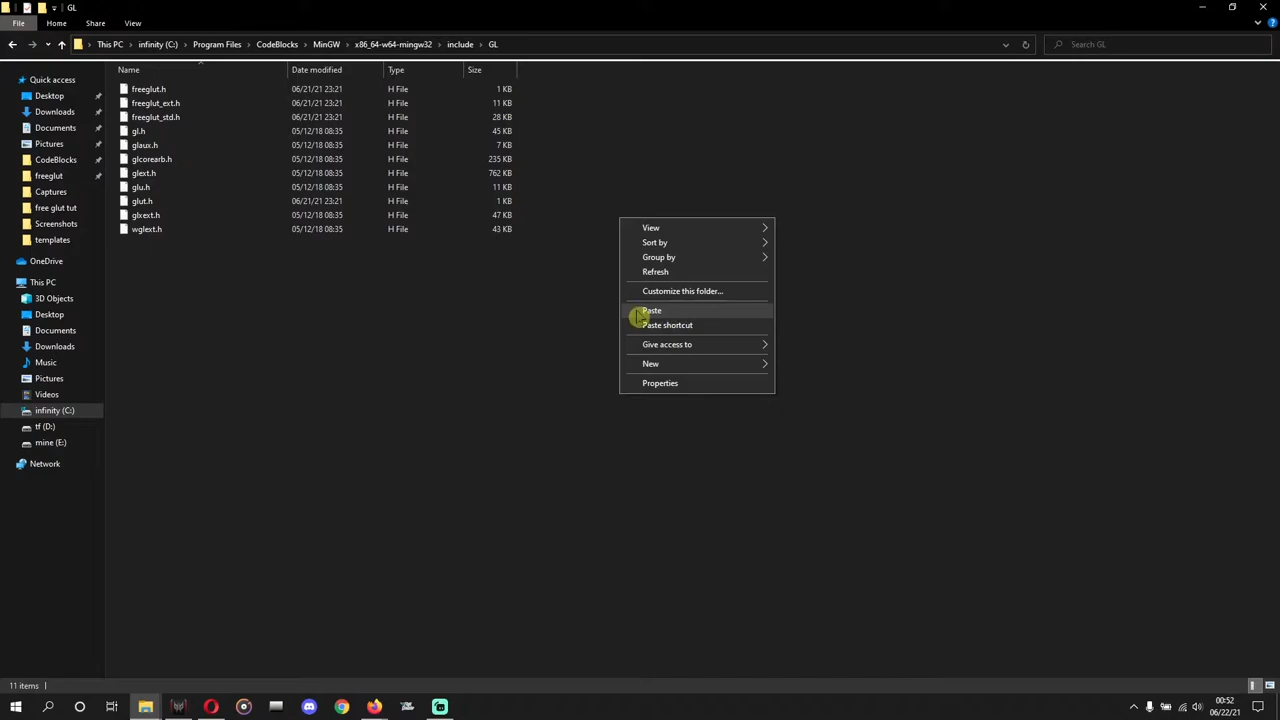 GL
File Home Share View
This PC infinity (C:) Program Files CodeBlocks MinGW x86_64-w64-mingw32 include GL Search GL
Name Date modified Type Size
Quick access
Desktop
Downloads
Documents
Pictures
CodeBlocks
freeglut
Captures
free glut tut
Screenshots
templates
OneDrive
This PC
3D Objects
Desktop
Documents
Downloads
Music
Pictures
Videos
infinity (C:)
tf (D:)
mine (E:)
Network
freeglut.h 06/21/21 23:21 H File 1 KB
freeglut_ext.h 06/21/21 23:21 H File 11 KB
freeglut_std.h 06/21/21 23:21 H File 28 KB
gl.h 05/12/18 08:35 H File 45 KB
glaux.h 05/12/18 08:35 H File 7 KB
glcorearb.h 05/12/18 08:35 H File 235 KB
glext.h 05/12/18 08:35 H File 762 KB
glu.h 05/12/18 08:35 H File 11 KB
glut.h 06/21/21 23:21 H File 1 KB
glxext.h 05/12/18 08:35 H File 47 KB
wglext.h 05/12/18 08:35 H File 43 KB
View
Sort by
Group by
Refresh
Customize this folder...
Paste
Paste shortcut
Give access to
New
Properties
11 items
00:52
06/22/21